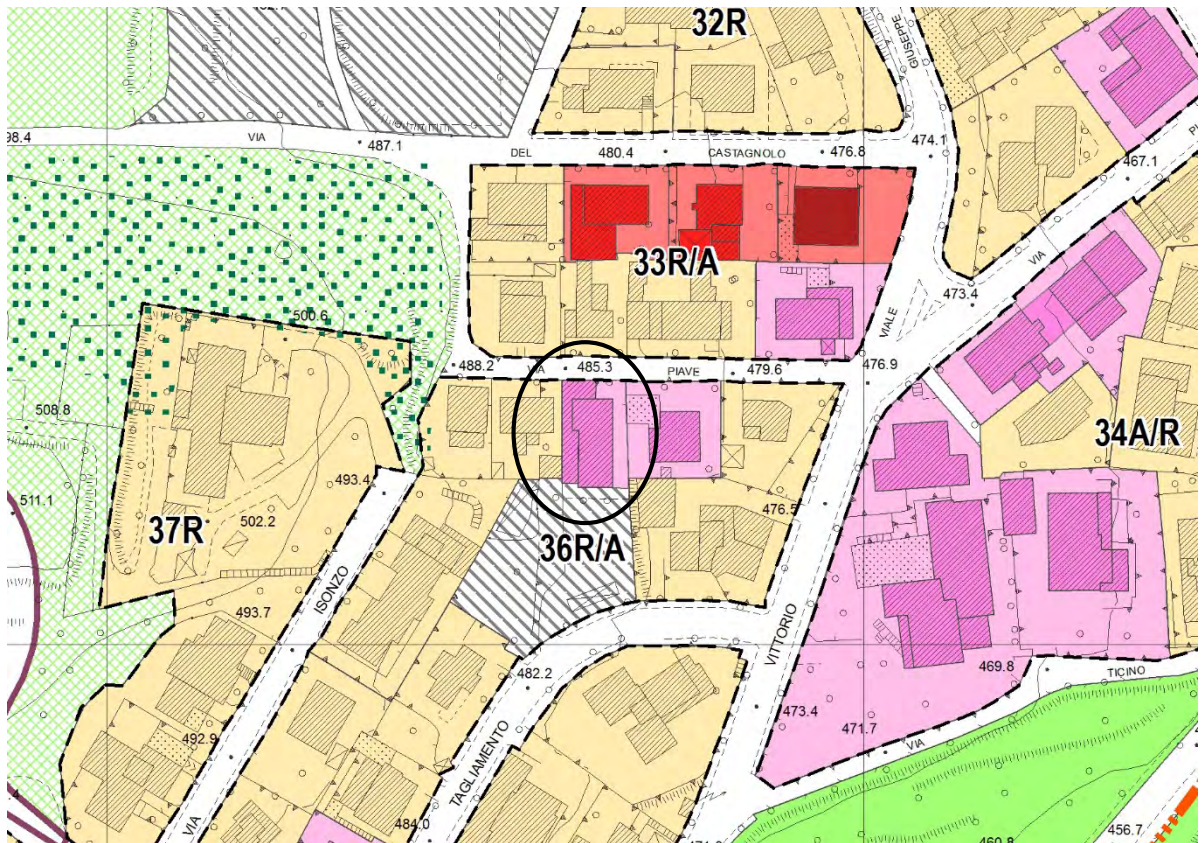 32R
GIUSEPPE
98.4
VIA
487.1
DEL
480.4
CASTAGNOLO
476.8
474.1
467.1
33R/A
VIA
473.4
500.6
VIALE
488.2
VIA
485.3
PIAVE
479.6
476.9
508.8
34A/R
511.1
493.4
476.5
37R
502.2
36R/A
ISONZO
493.7
VITTORIO
469.8
TICINO
482.2
473.4
471.7
VIA
492.9
TAGLIAMENTO
VIA
484.0
456.7
460.8